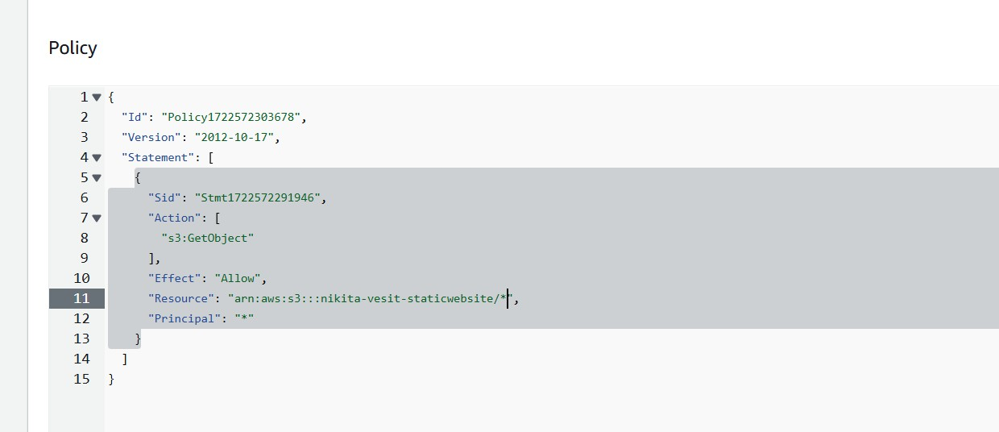 Policy
1 {
2 "Id": "Policy1722572303678",
3 "Version": "2012-10-17",
4 "Statement": [
5 {
6 "Sid": "Stmt1722572291946",
7 "Action": [
8 "s3:GetObject"
9 ],
10 "Effect": "Allow",
11 "Resource": "arn:aws:s3:::nikita-vesit-staticwebsite/*",
12 "Principal": "*"
13 }
14 ]
15 }